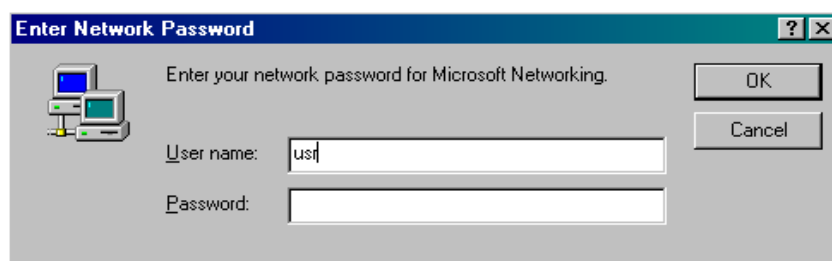 Enter Network Password
Enter your network password for Microsoft Networking.
OK
Cancel
User name: usr
Password: